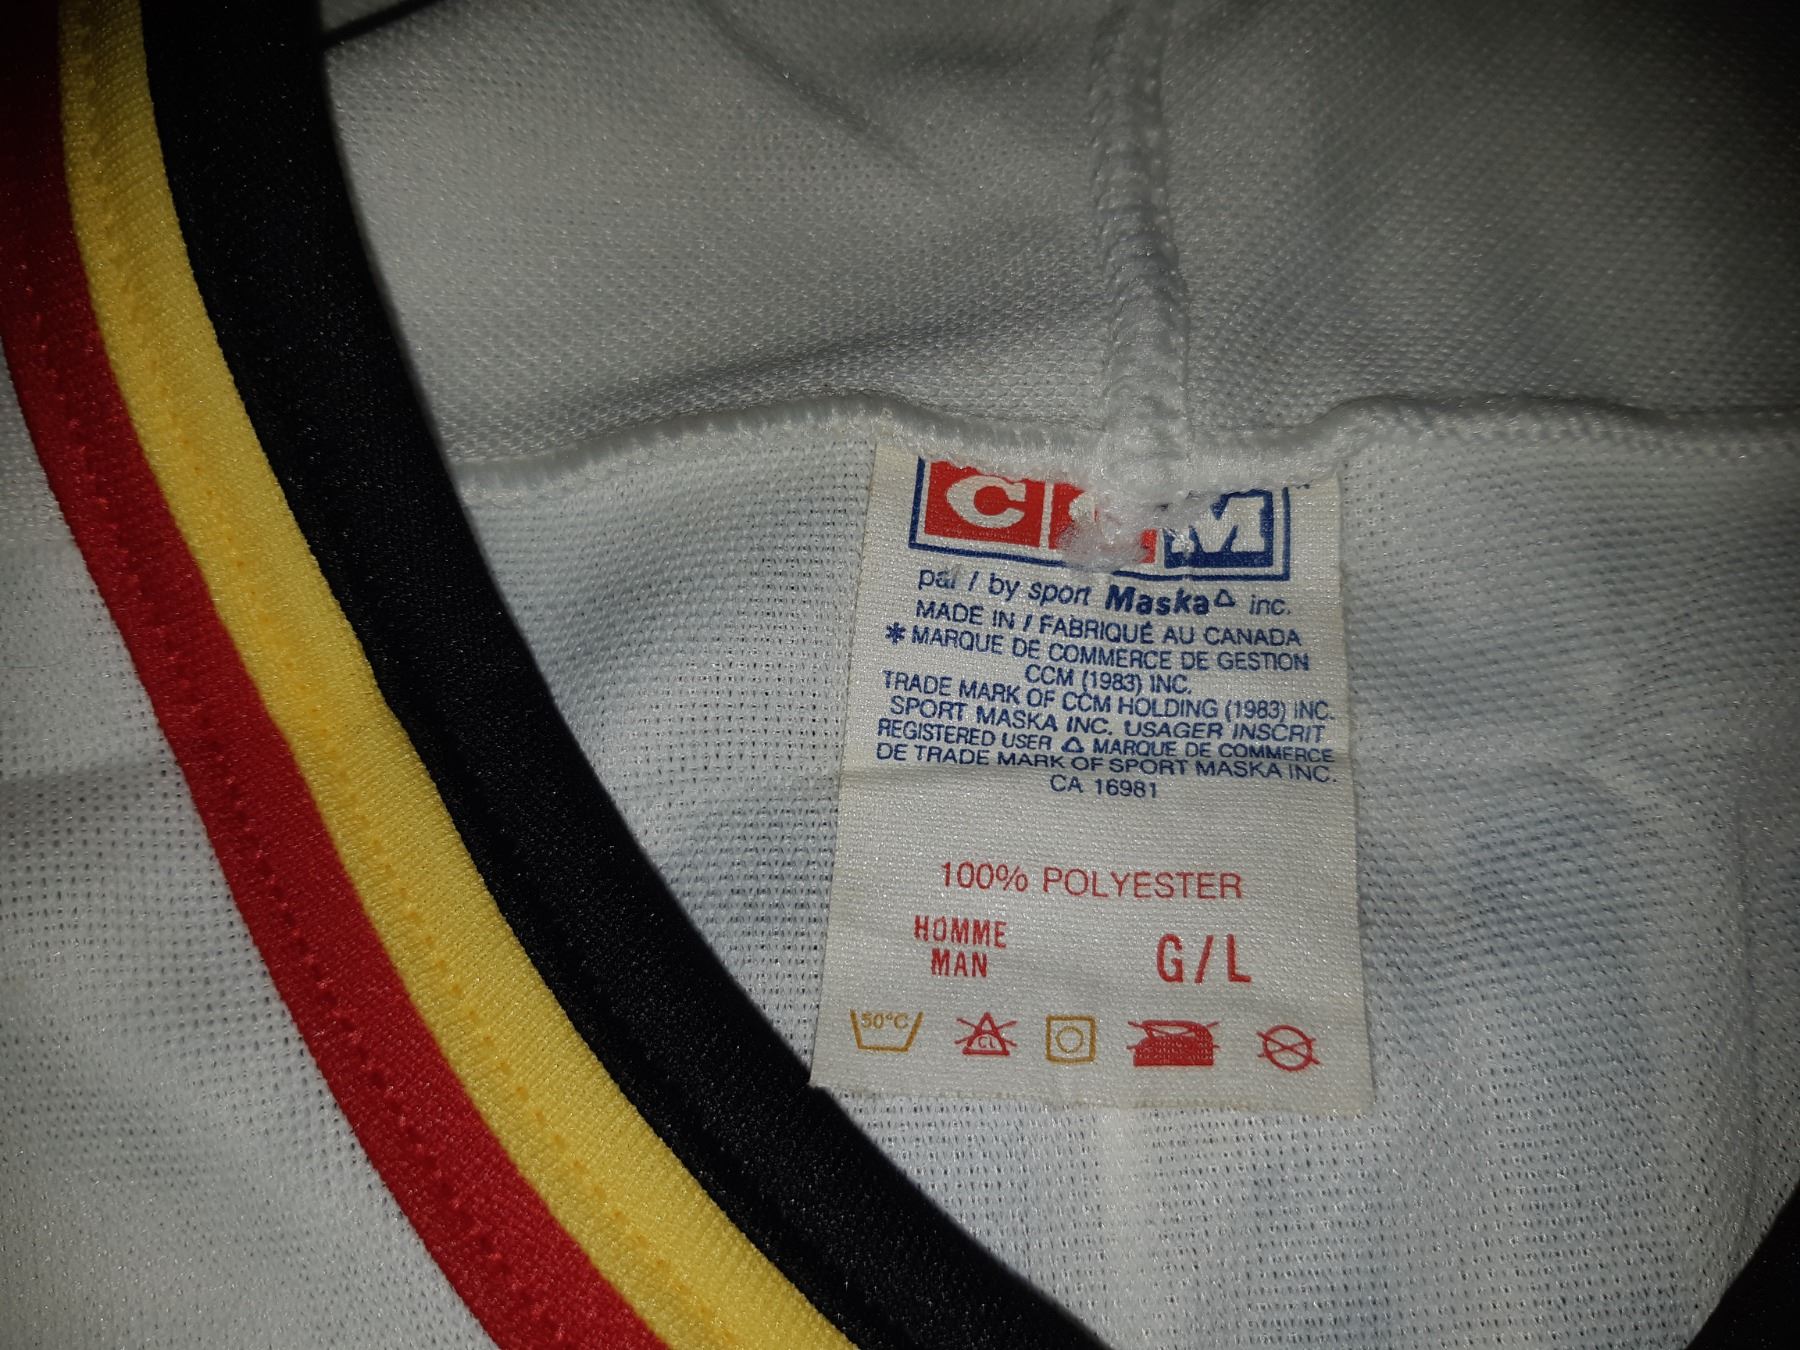 CCM
par / by sport Maska inc.
MADE IN / FABRIQUÉ AU CANADA
* MARQUE DE COMMERCE DE GESTION
CCM (1983) INC.
TRADE MARK OF CCM HOLDING (1983) INC.
SPORT MASKA INC. USAGER INSCRIT
REGISTERED USER △ MARQUE DE COMMERCE
DE TRADE MARK OF SPORT MASKA INC.
CA 16981
100% POLYESTER
HOMME
MAN
G/L
50°C
CL